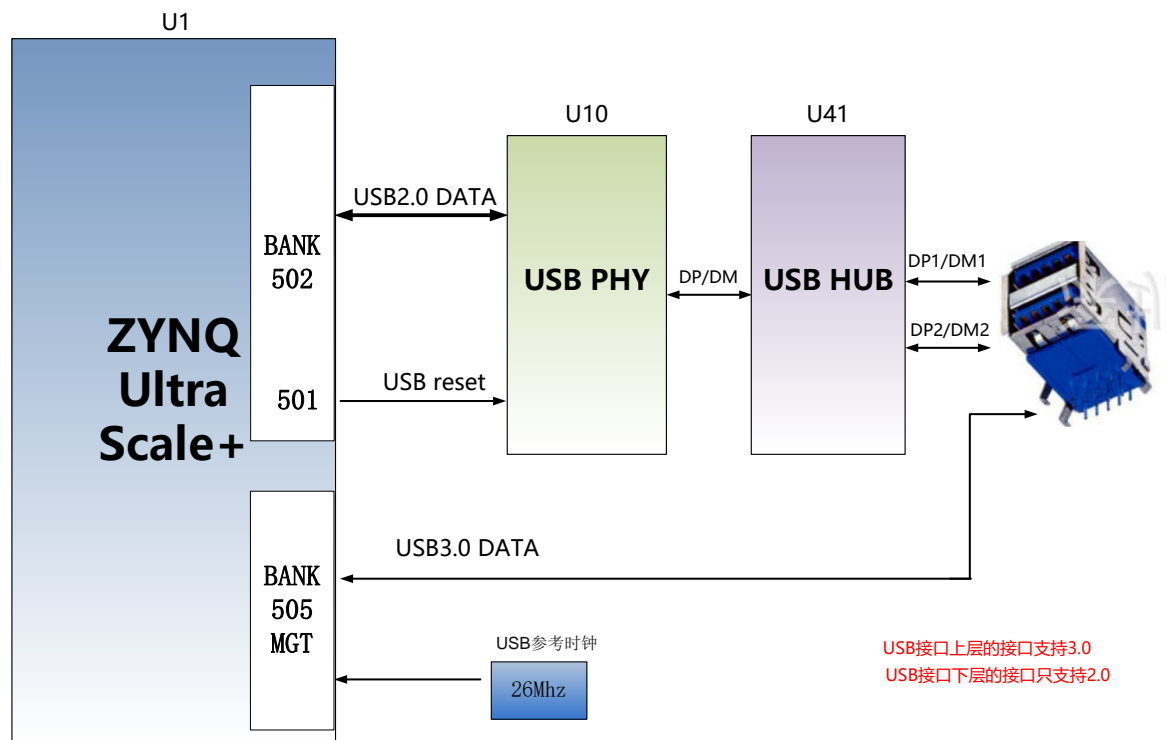 U1
U10
U41
USB2.0 DATA
BANK
502
USB PHY
DP/DM
USB HUB
DP1/DM1
DP2/DM2
ZYNQ
Ultra
Scale+
501
USB reset
USB3.0 DATA
BANK
505
MGT
USB参考时钟
26Mhz
USB接口上层的接口支持3.0
USB接口下层的接口只支持2.0